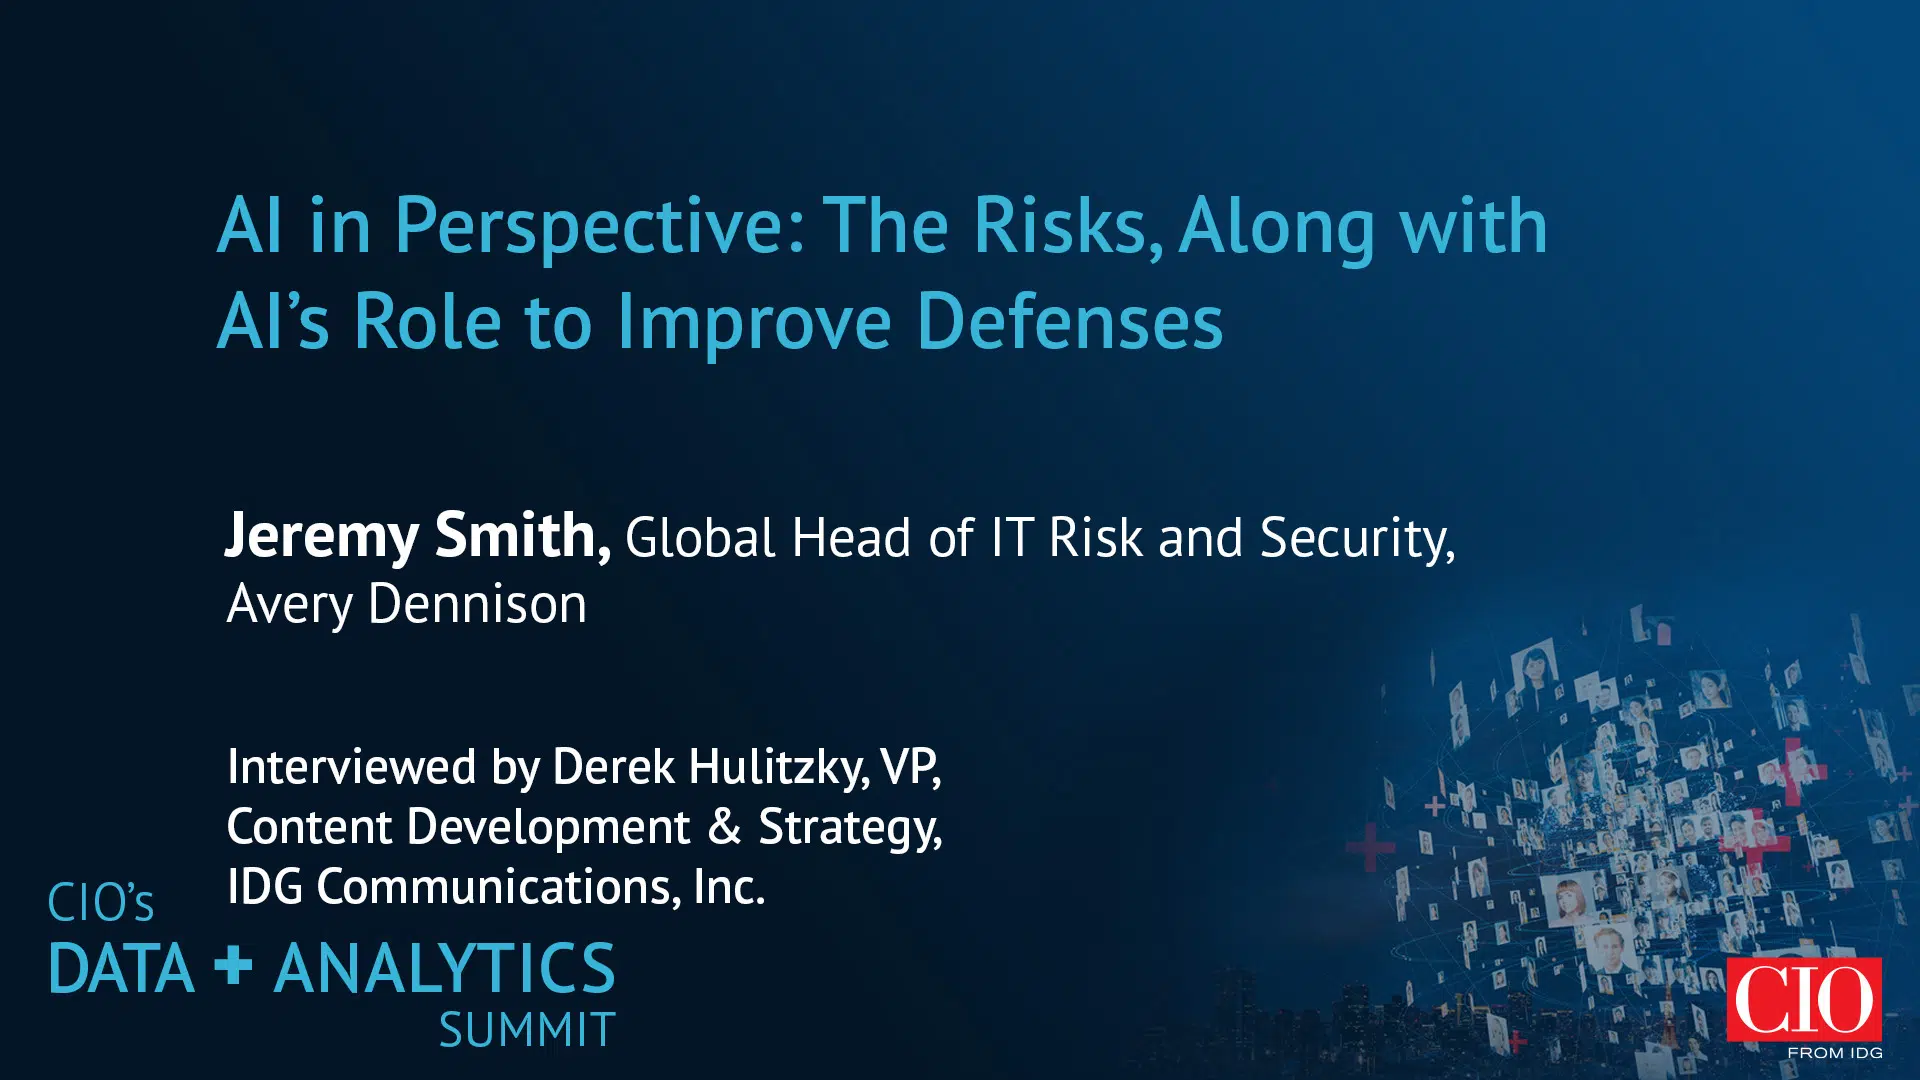 AI in Perspective: The Risks, Along with
AI’s Role to Improve Defenses
Jeremy Smith, Global Head of IT Risk and Security,
Avery Dennison
Interviewed by Derek Hulitzky, VP,
Content Development & Strategy,
IDG Communications, Inc.
CIO’s
DATA + ANALYTICS
SUMMIT
CIO
FROM IDG